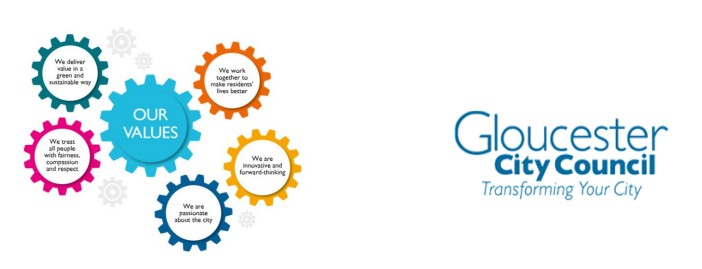 We deliver
value in a
green and
sustainable way
We work
together to
make residents'
lives better
OUR
VALUES
We treat
all people
with fairness,
compassion
and respect
We are
innovative and
forward-thinking
We are
passionate
about the city
Gloucester
City Council
Transforming Your City